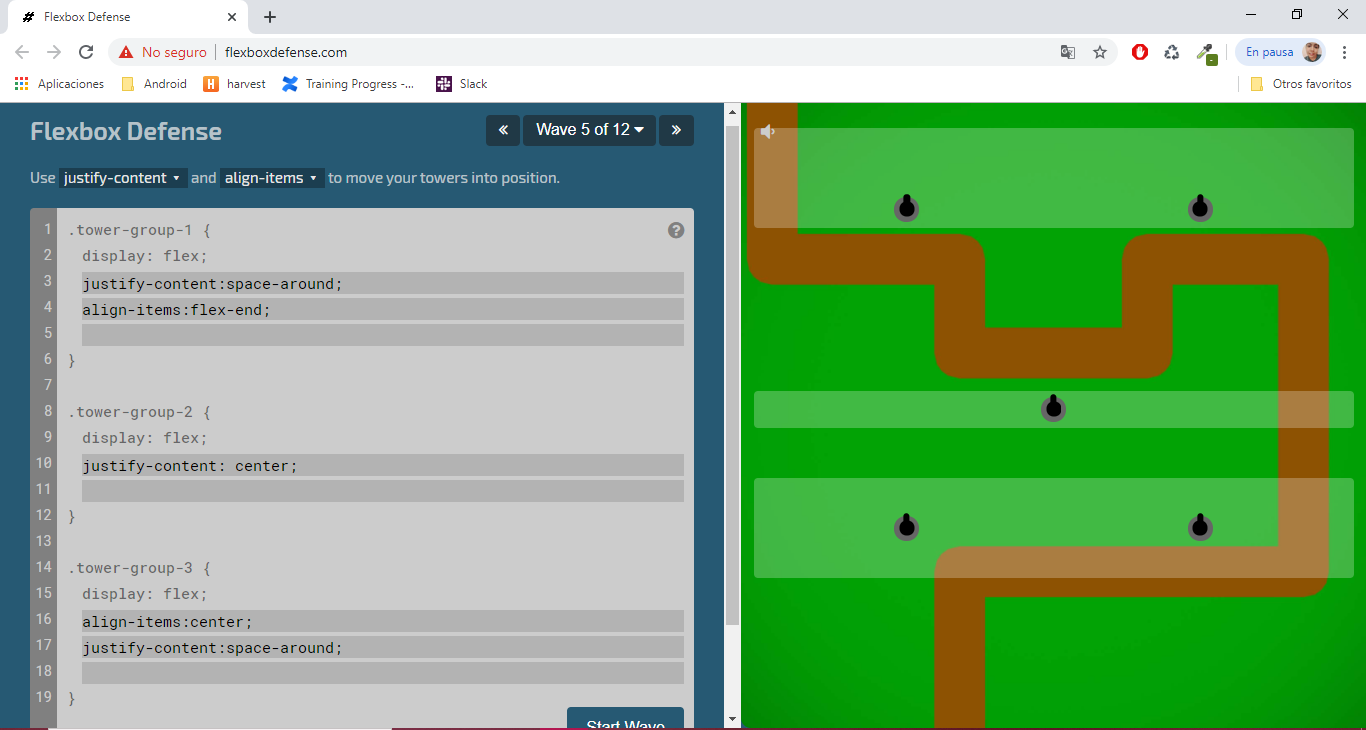 Flexbox Defense
No seguro
flexboxdefense.com
En pausa
Aplicaciones
Android
H
harvest
Training Progress -...
Slack
Otros favoritos
Flexbox Defense
« Wave 5 of 12 ▾ »
Use justify-content ▾ and align-items ▾ to move your towers into position.
1 .tower-group-1 { ?
2 display: flex;
3 justify-content:space-around;
4 align-items:flex-end;
5
6 }
7
8 .tower-group-2 {
9 display: flex;
10 justify-content: center;
11
12 }
13
14 .tower-group-3 {
15 display: flex;
16 align-items:center;
17 justify-content:space-around;
18
19 }
Start Wave